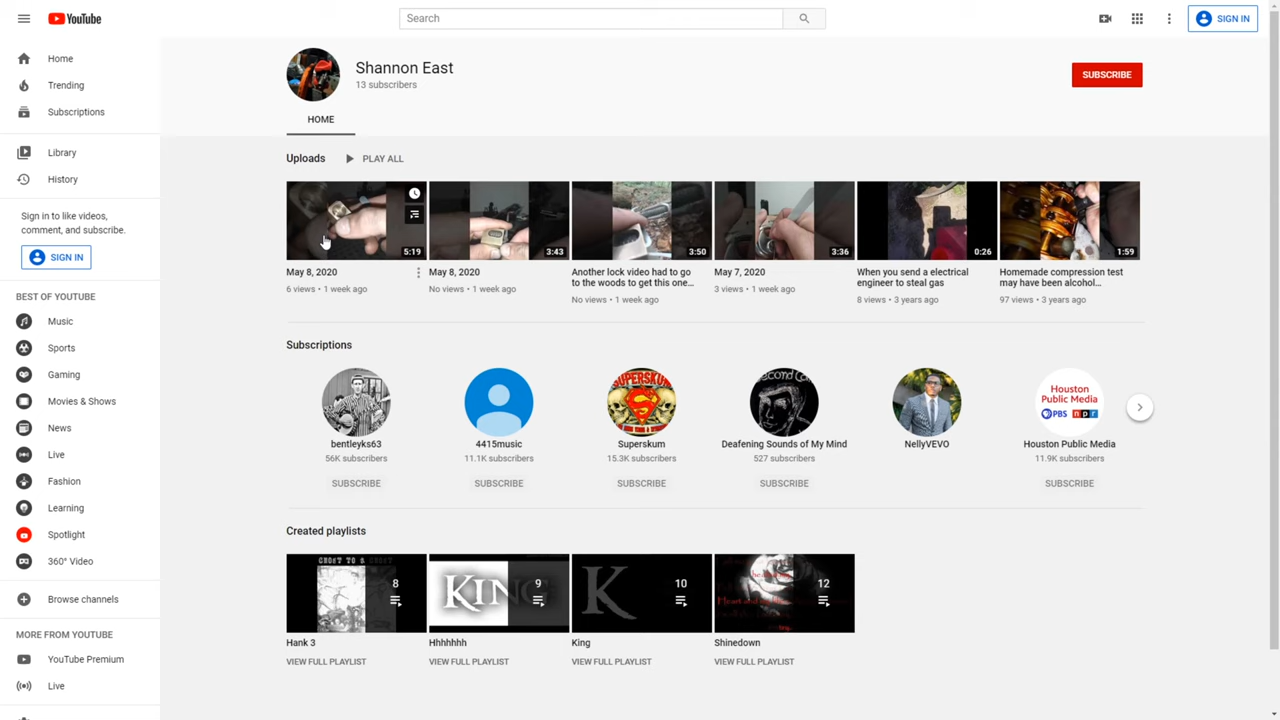 YouTube
Search
SIGN IN
Home
Trending
Subscriptions
Library
History
Sign in to like videos,
comment, and subscribe.
SIGN IN
BEST OF YOUTUBE
Music
Sports
Gaming
Movies & Shows
News
Live
Fashion
Learning
Spotlight
360° Video
Browse channels
MORE FROM YOUTUBE
YouTube Premium
Live
Shannon East
13 subscribers
SUBSCRIBE
HOME
Uploads
PLAY ALL
5:19
May 8, 2020
6 views • 1 week ago
3:43
May 8, 2020
No views • 1 week ago
3:50
Another lock video had to go
to the woods to get this one...
No views • 1 week ago
3:36
May 7, 2020
3 views • 1 week ago
0:26
When you send a electrical
engineer to steal gas
8 views • 3 years ago
1:59
Homemade compression test
may have been alcohol...
97 views • 3 years ago
Subscriptions
bentleyks63
56K subscribers
SUBSCRIBE
4415music
11.1K subscribers
SUBSCRIBE
SUPERSKUM
Superskum
15.3K subscribers
SUBSCRIBE
Deafening Sounds of My Mind
527 subscribers
SUBSCRIBE
NellyVEVO
Houston
Public Media
PBS npr
Houston Public Media
11.9K subscribers
SUBSCRIBE
Created playlists
GHOST TO A GHOST
8
Hank 3
VIEW FULL PLAYLIST
KING
9
Hhhhhhh
VIEW FULL PLAYLIST
K
10
King
VIEW FULL PLAYLIST
12
Shinedown
VIEW FULL PLAYLIST